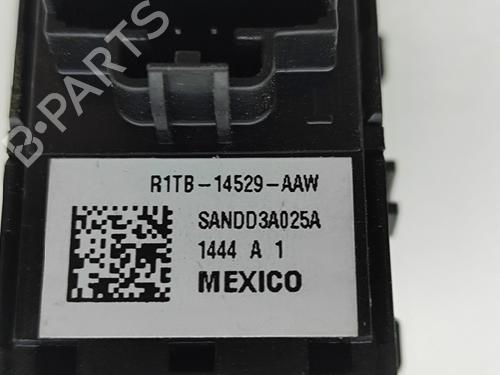 B-PARTS
R1TB-14529-AAW
SANDD3A025A
1444 A 1
MEXICO